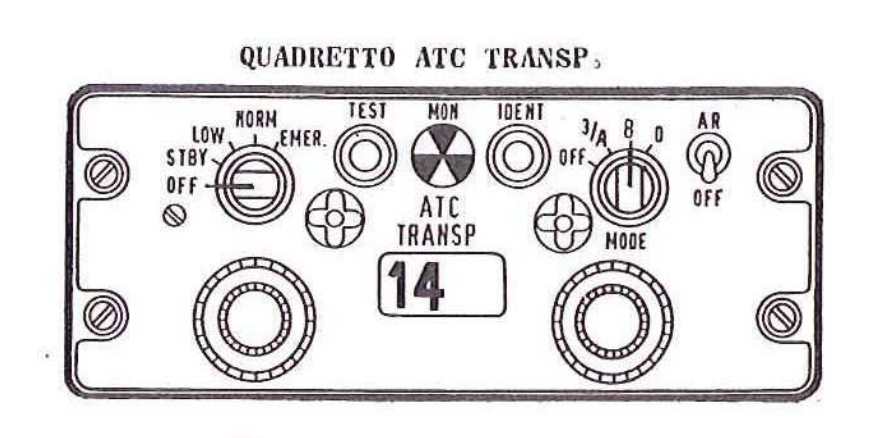 QUADRETTO ATC TRANSP.
NORM
LOW
EMER.
STBY
OFF
TEST
MON
IDENT
3/A
8
0
OFF
AR
OFF
ATC
TRANSP
MODE
14